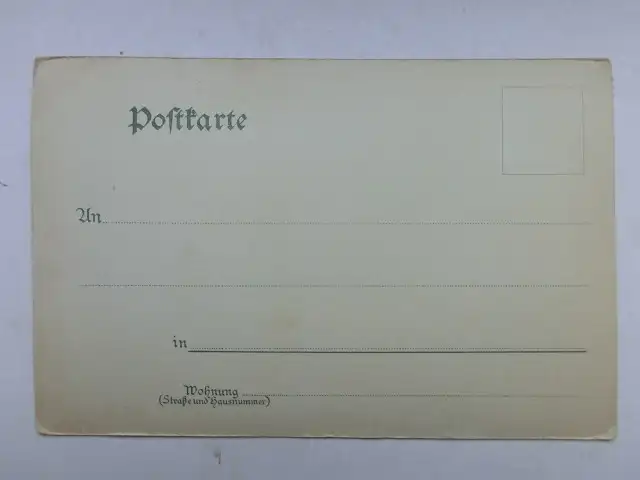 Postkarte
An
in
Wohnung
(Straße und Hausnummer)